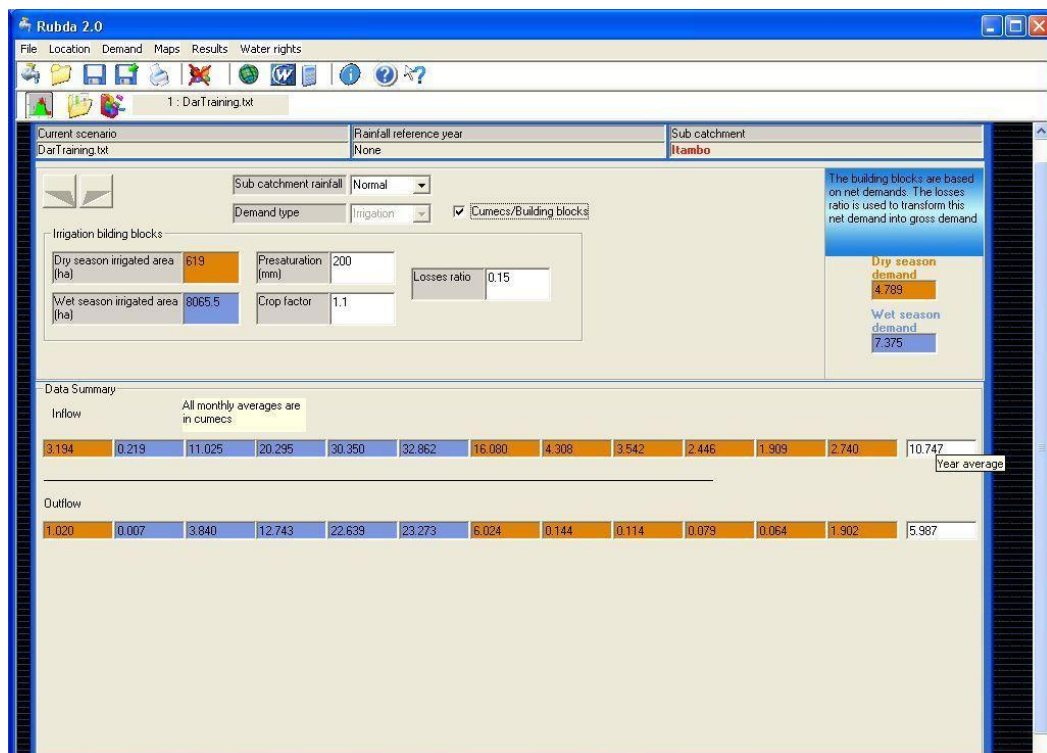 Rubda 2.0
File Location Demand Maps Results Water rights
W
1 : DarTraining.txt
Current scenario Rainfall reference year Sub catchment
DarTraining.txt None Itambo
Sub catchment rainfall Normal
Demand type Irrigation Cumecs/Building blocks
The building blocks are based
on net demands. The losses
ratio is used to transform this
net demand into gross demand
Irrigation bilding blocks
Dry season irrigated area
(ha)
619
Presaturation
(mm)
200
Losses ratio 0.15
Wet season irrigated area
(ha)
8065.5
Crop factor 1.1
Dry season
demand
4.789
Wet season
demand
7.375
Data Summary
Inflow
All monthly averages are
in cumecs
3.194 0.219 11.025 20.295 30.350 32.862 16.080 4.308 3.542 2.446 1.909 2.740 10.747
Year average
Outflow
1.020 0.007 3.840 12.743 22.639 23.273 6.024 0.144 0.114 0.079 0.064 1.902 5.987